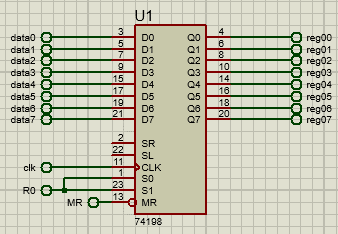 U1
data0 3 D0 Q0 4 reg00
data1 5 D1 Q1 6 reg01
data2 7 D2 Q2 8 reg02
data3 9 D3 Q3 10 reg03
data4 15 D4 Q4 14 reg04
data5 17 D5 Q5 16 reg05
data6 19 D6 Q6 18 reg06
data7 21 D7 Q7 20 reg07
2 SR
22 SL
clk 11 CLK
1 S0
R0 23 S1
MR 13 MR
74198